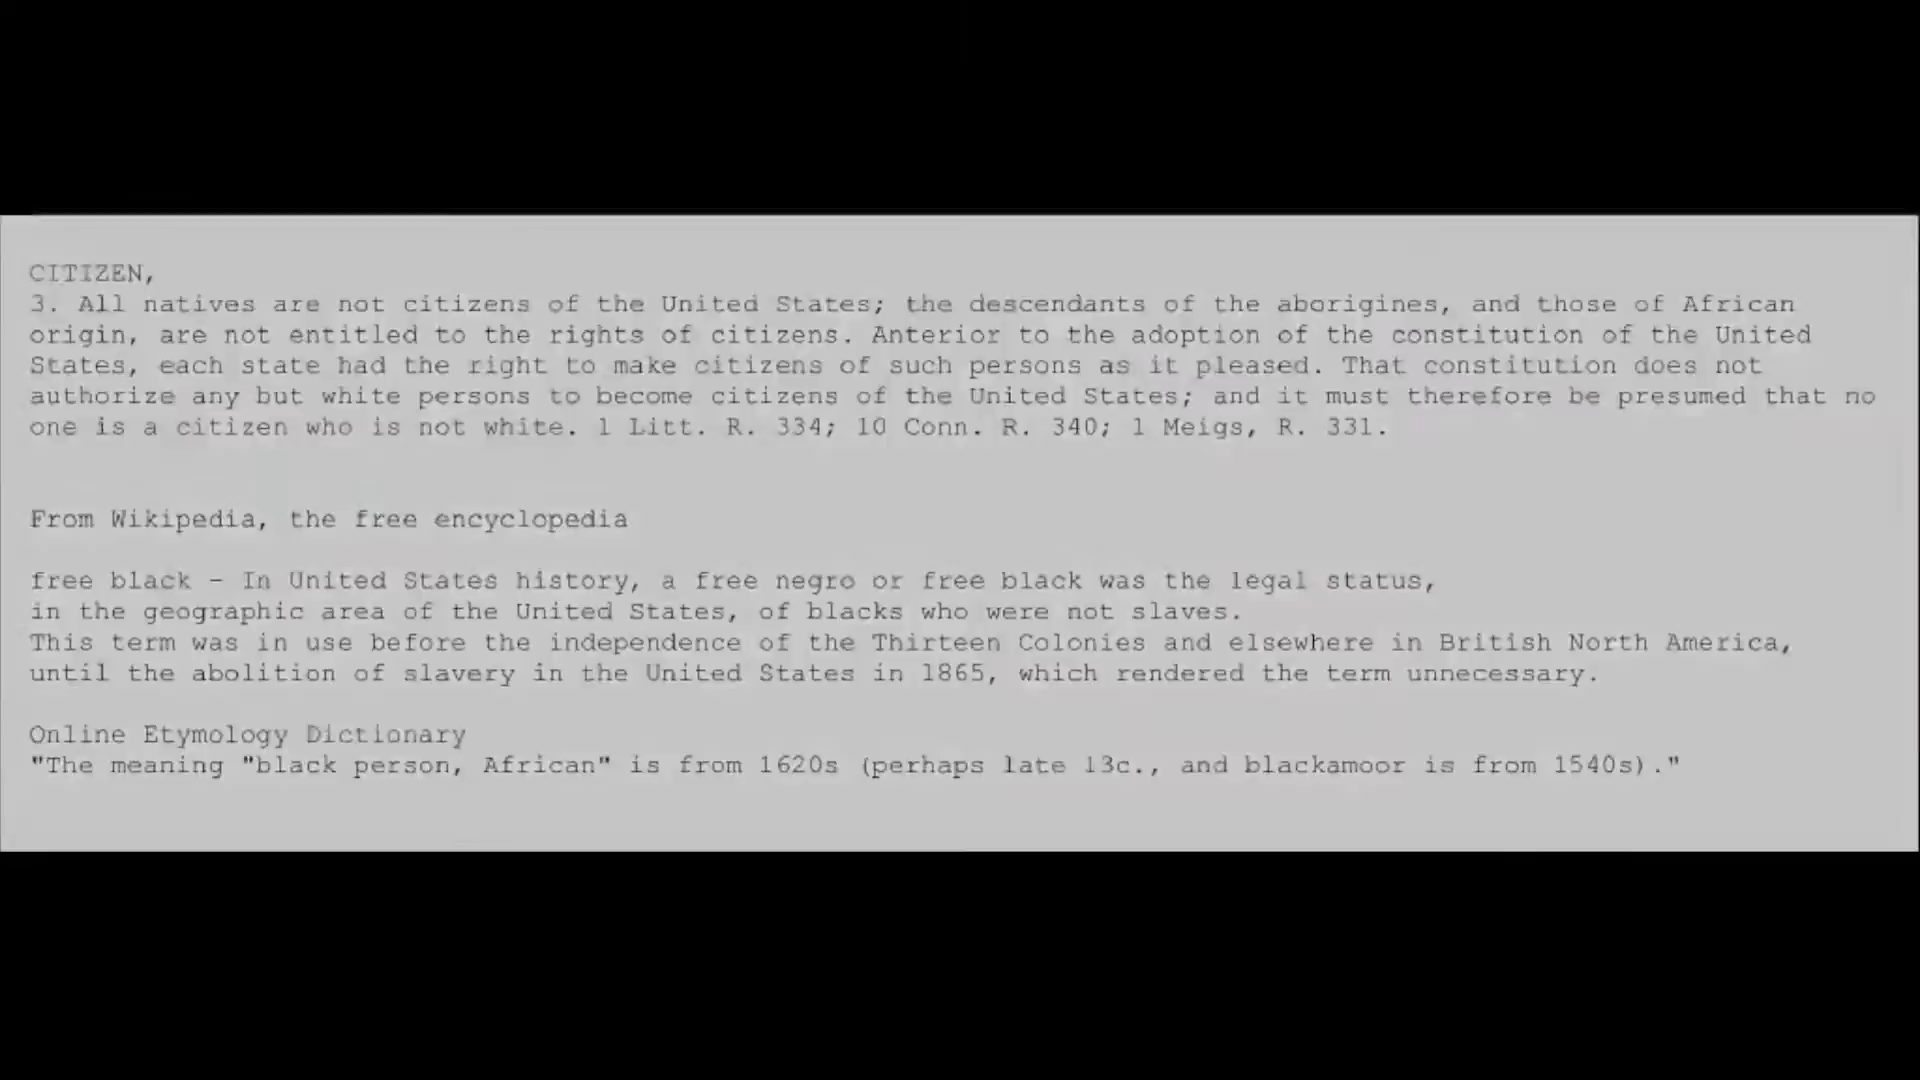 CITIZEN,
3. All natives are not citizens of the United States; the descendants of the aborigines, and those of African
origin, are not entitled to the rights of citizens. Anterior to the adoption of the constitution of the United
States, each state had the right to make citizens of such persons as it pleased. That constitution does not
authorize any but white persons to become citizens of the United States; and it must therefore be presumed that no
one is a citizen who is not white. 1 Litt. R. 334; 10 Conn. R. 340; 1 Meigs, R. 331.
From Wikipedia, the free encyclopedia
free black - In United States history, a free negro or free black was the legal status,
in the geographic area of the United States, of blacks who were not slaves.
This term was in use before the independence of the Thirteen Colonies and elsewhere in British North America,
until the abolition of slavery in the United States in 1865, which rendered the term unnecessary.
Online Etymology Dictionary
"The meaning "black person, African" is from 1620s (perhaps late 13c., and blackamoor is from 1540s)."